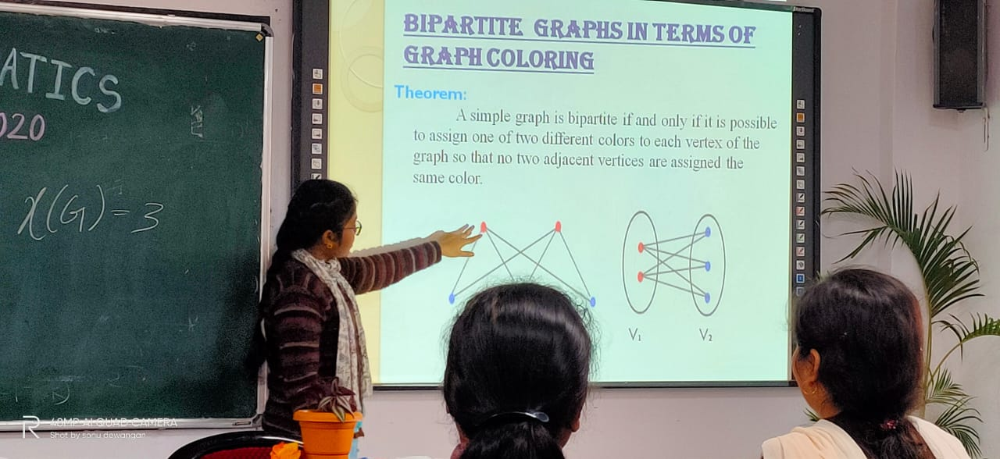 ATICS
020
χ(G)=3
BIPARTITE GRAPHS IN TERMS OF
GRAPH COLORING
Theorem:
A simple graph is bipartite if and only if it is possible
to assign one of two different colors to each vertex of the
graph so that no two adjacent vertices are assigned the
same color.
V₁ V₂
48MP AI QUAD CAMERA
Shot by sonu dewangan